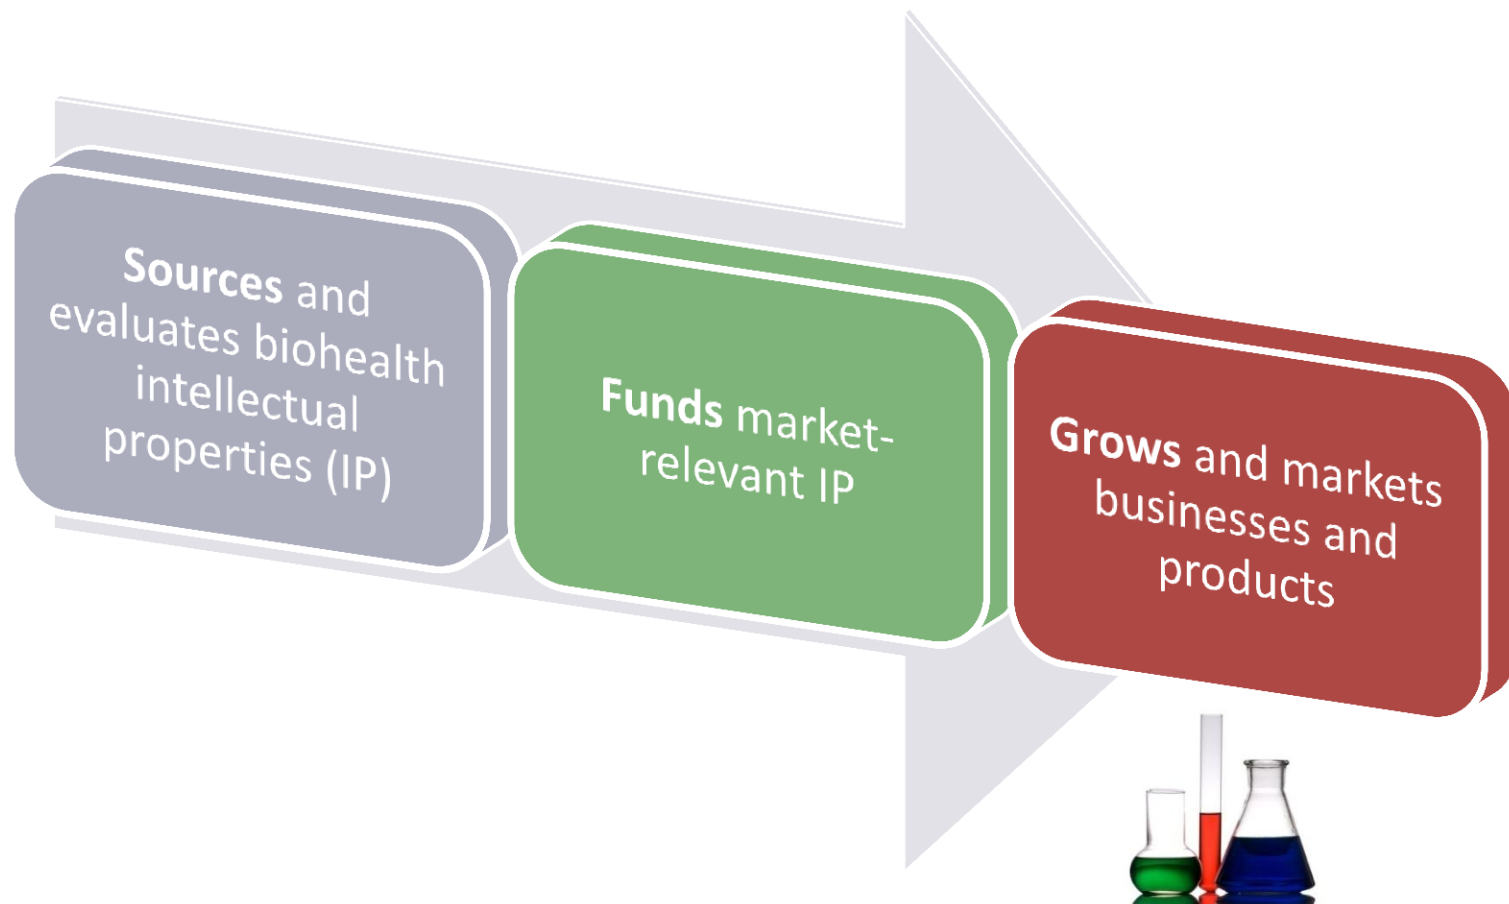 Sources and
evaluates biohealth
intellectual
properties (IP)
Funds market-
relevant IP
Grows and markets
businesses and
products